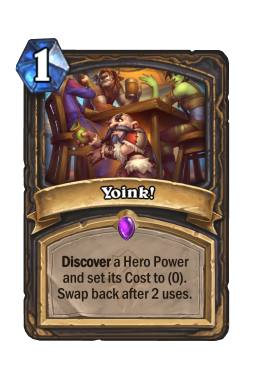 1
Yoink!
Discover a Hero Power
and set its Cost to (0).
Swap back after 2 uses.